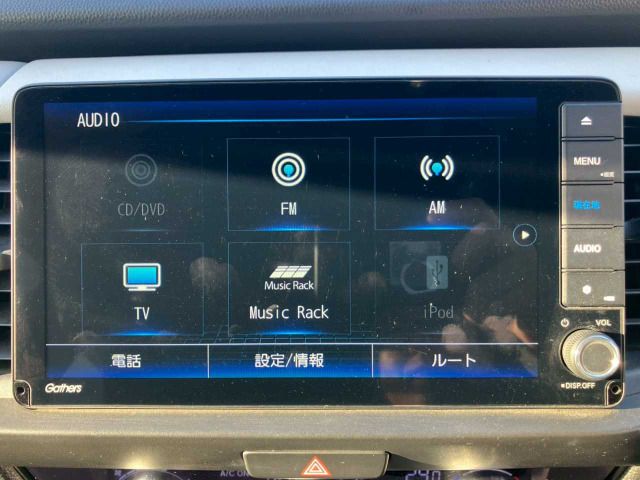 AUDIO
CD/DVD
FM
AM
TV
Music Rack
Music Rack
iPod
電話
設定/情報
ルート
Gathers
MENU
現在地
AUDIO
VOL
DISP.OFF
A/C ON